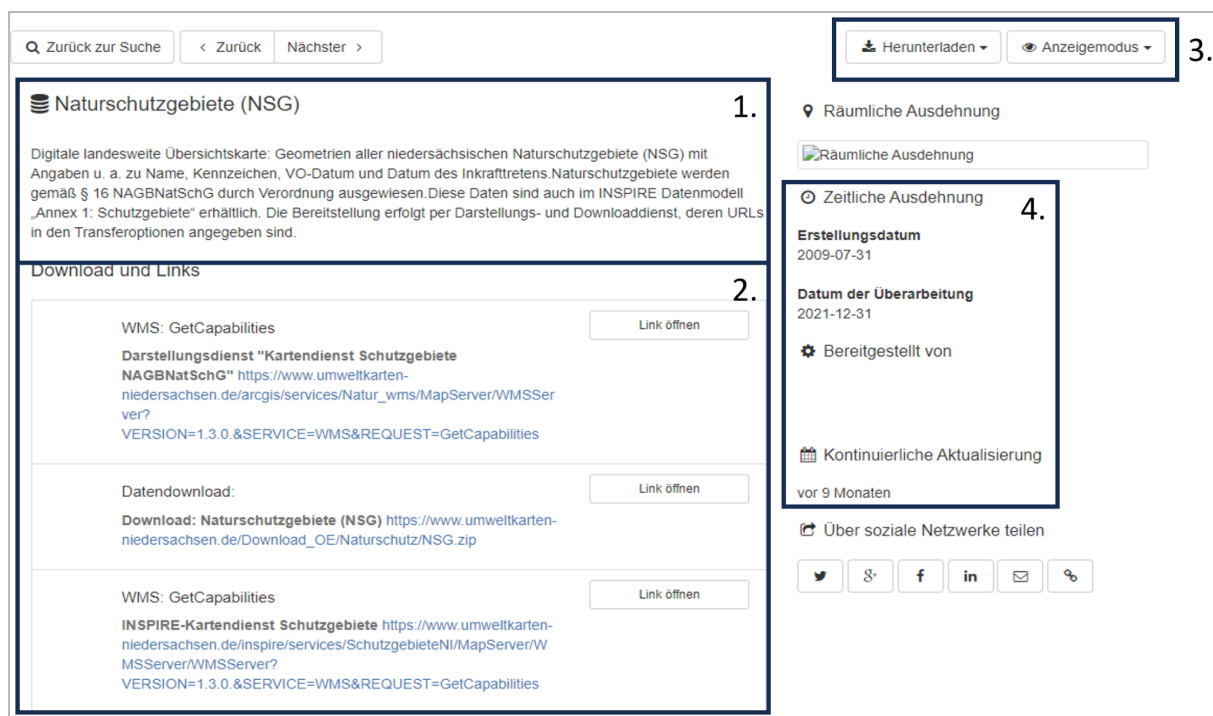 Zurück zur Suche
Zurück
Nächster
Herunterladen
Anzeigemodus
3.
Naturschutzgebiete (NSG)
1.
Digitale landesweite Übersichtskarte: Geometrien aller niedersächsischen Naturschutzgebiete (NSG) mit
Angaben u. a. zu Name, Kennzeichen, VO-Datum und Datum des Inkrafttretens.Naturschutzgebiete werden
gemäß § 16 NAGBNatSchG durch Verordnung ausgewiesen.Diese Daten sind auch im INSPIRE Datenmodell
„Annex 1: Schutzgebiete“ erhältlich. Die Bereitstellung erfolgt per Darstellungs- und Downloaddienst, deren URLs
in den Transferoptionen angegeben sind.
Download und Links
2.
WMS: GetCapabilities
Link öffnen
Darstellungsdienst "Kartendienst Schutzgebiete
NAGBNatSchG" https://www.umweltkarten-
niedersachsen.de/arcgis/services/Natur_wms/MapServer/WMSSer
ver?
VERSION=1.3.0.&SERVICE=WMS&REQUEST=GetCapabilities
Datendownload:
Link öffnen
Download: Naturschutzgebiete (NSG) https://www.umweltkarten-
niedersachsen.de/Download_OE/Naturschutz/NSG.zip
WMS: GetCapabilities
Link öffnen
INSPIRE-Kartendienst Schutzgebiete https://www.umweltkarten-
niedersachsen.de/inspire/services/SchutzgebieteNI/MapServer/W
MSServer/WMSServer?
VERSION=1.3.0.&SERVICE=WMS&REQUEST=GetCapabilities
Räumliche Ausdehnung
Räumliche Ausdehnung
Zeitliche Ausdehnung
4.
Erstellungsdatum
2009-07-31
Datum der Überarbeitung
2021-12-31
Bereitgestellt von
Kontinuierliche Aktualisierung
vor 9 Monaten
Über soziale Netzwerke teilen